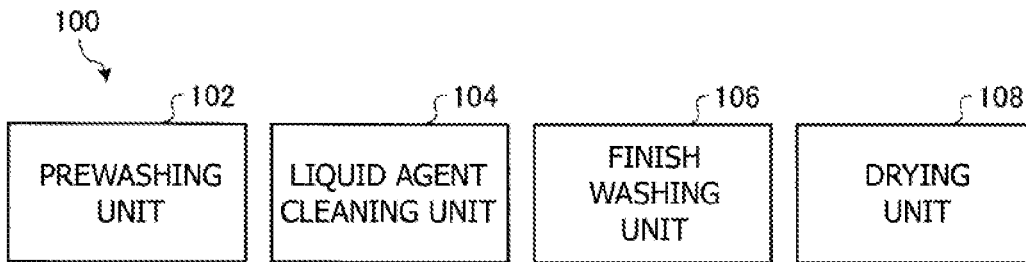 100
102
104
106
108
PREWASHING
UNIT
LIQUID AGENT
CLEANING UNIT
FINISH
WASHING
UNIT
DRYING
UNIT